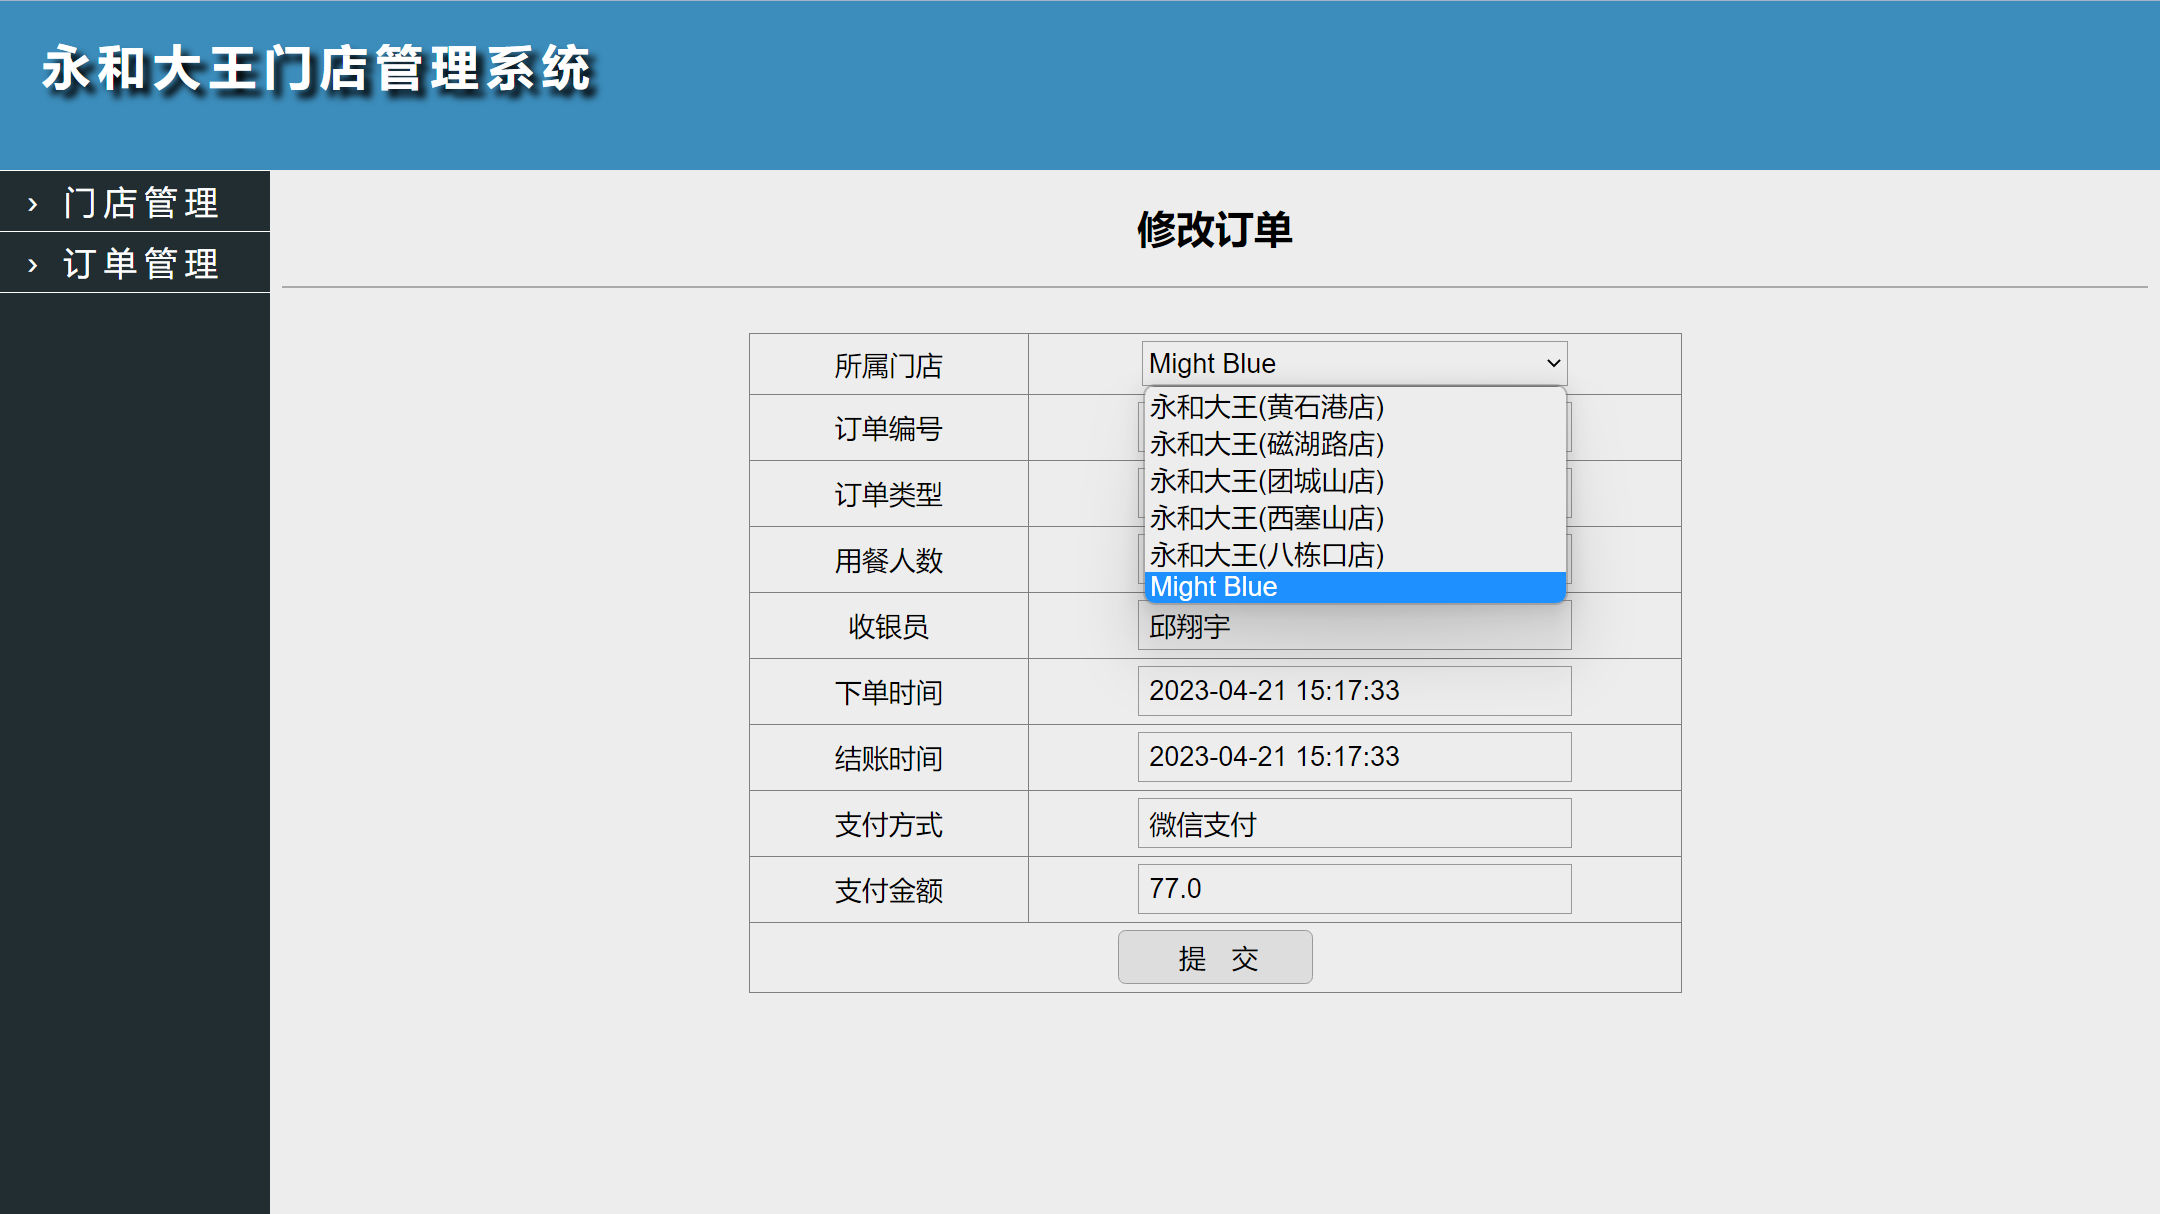 永和大王门店管理系统
› 门店管理
› 订单管理
修改订单
所属门店 Might Blue
永和大王(黄石港店)
订单编号
永和大王(磁湖路店)
永和大王(团城山店)
订单类型
永和大王(西塞山店)
永和大王(八栋口店)
用餐人数
Might Blue
收银员 邱翔宇
下单时间 2023-04-21 15:17:33
结账时间 2023-04-21 15:17:33
支付方式 微信支付
支付金额 77.0
提 交